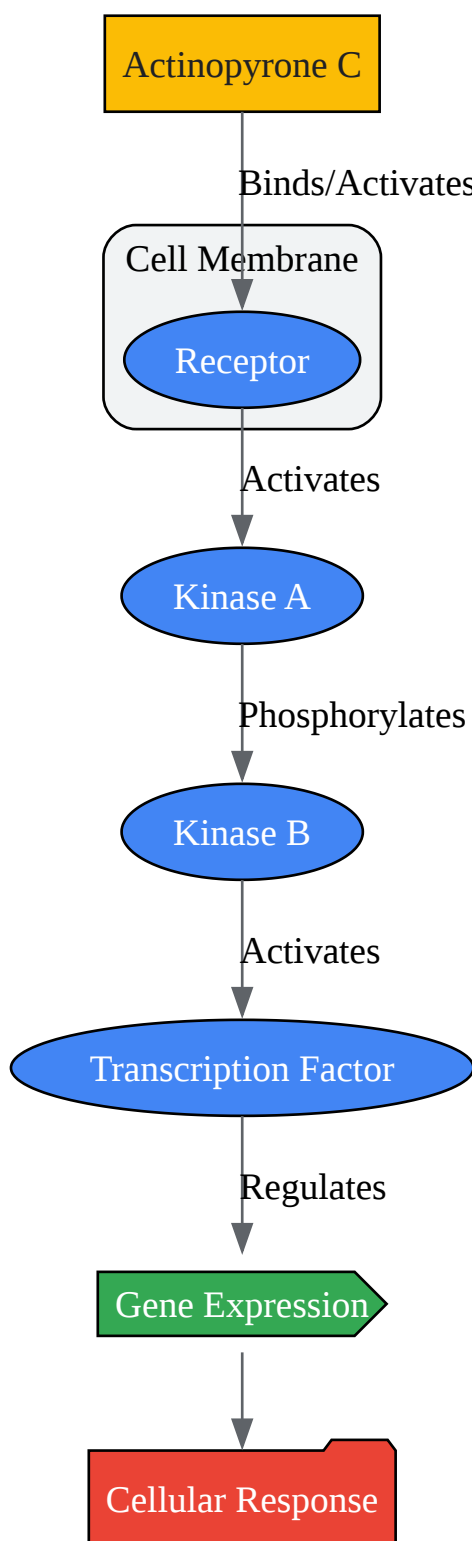 Actinopyrone C
Binds/Activates
Cell Membrane
Receptor
Activates
Kinase A
Phosphorylates
Kinase B
Activates
Transcription Factor
Regulates
Gene Expression
Cellular Response